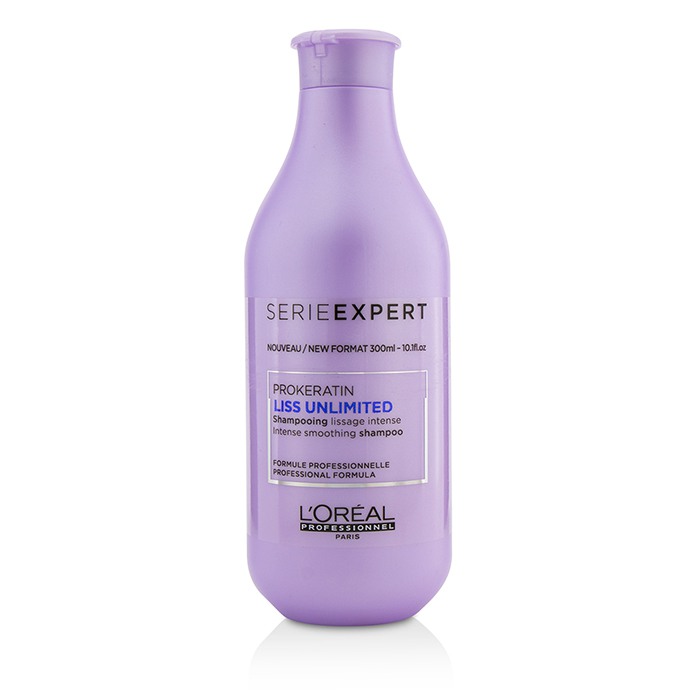 SERIEEXPERT
NOUVEAU / NEW FORMAT 300ml - 10.1fl.oz
PROKERATIN
LISS UNLIMITED
Shampooing lissage intense
Intense smoothing shampoo
FORMULE PROFESSIONNELLE
PROFESSIONAL FORMULA
L'ORÉAL
PROFESSIONNEL
PARIS